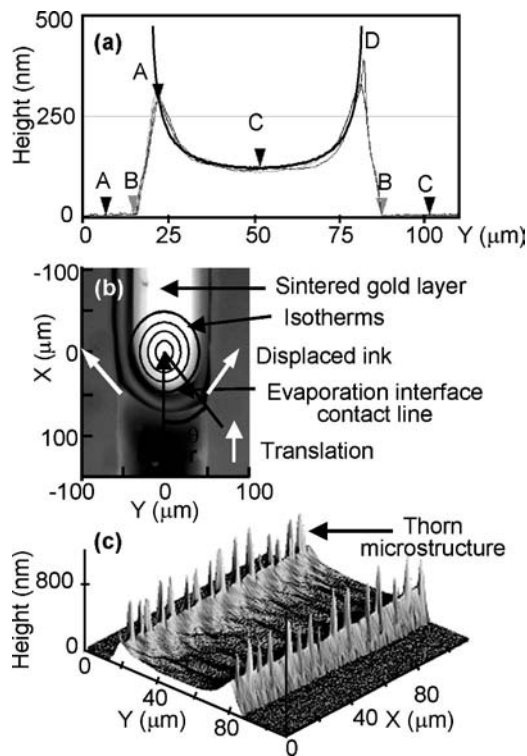 500
(a)
A
D
Height (nm)
250
C
A
B
B
C
0
0
25
50
75
100
Y (μm)
-100
(b)
Sintered gold layer
Isotherms
X (μm)
0
Displaced ink
Evaporation interface
contact line
θ
r
100
Translation
-100
0
100
Y (μm)
(c)
Thorn
microstructure
Height (nm)
800
0
0
40
Y (μm)
80
0
40
X (μm)
80